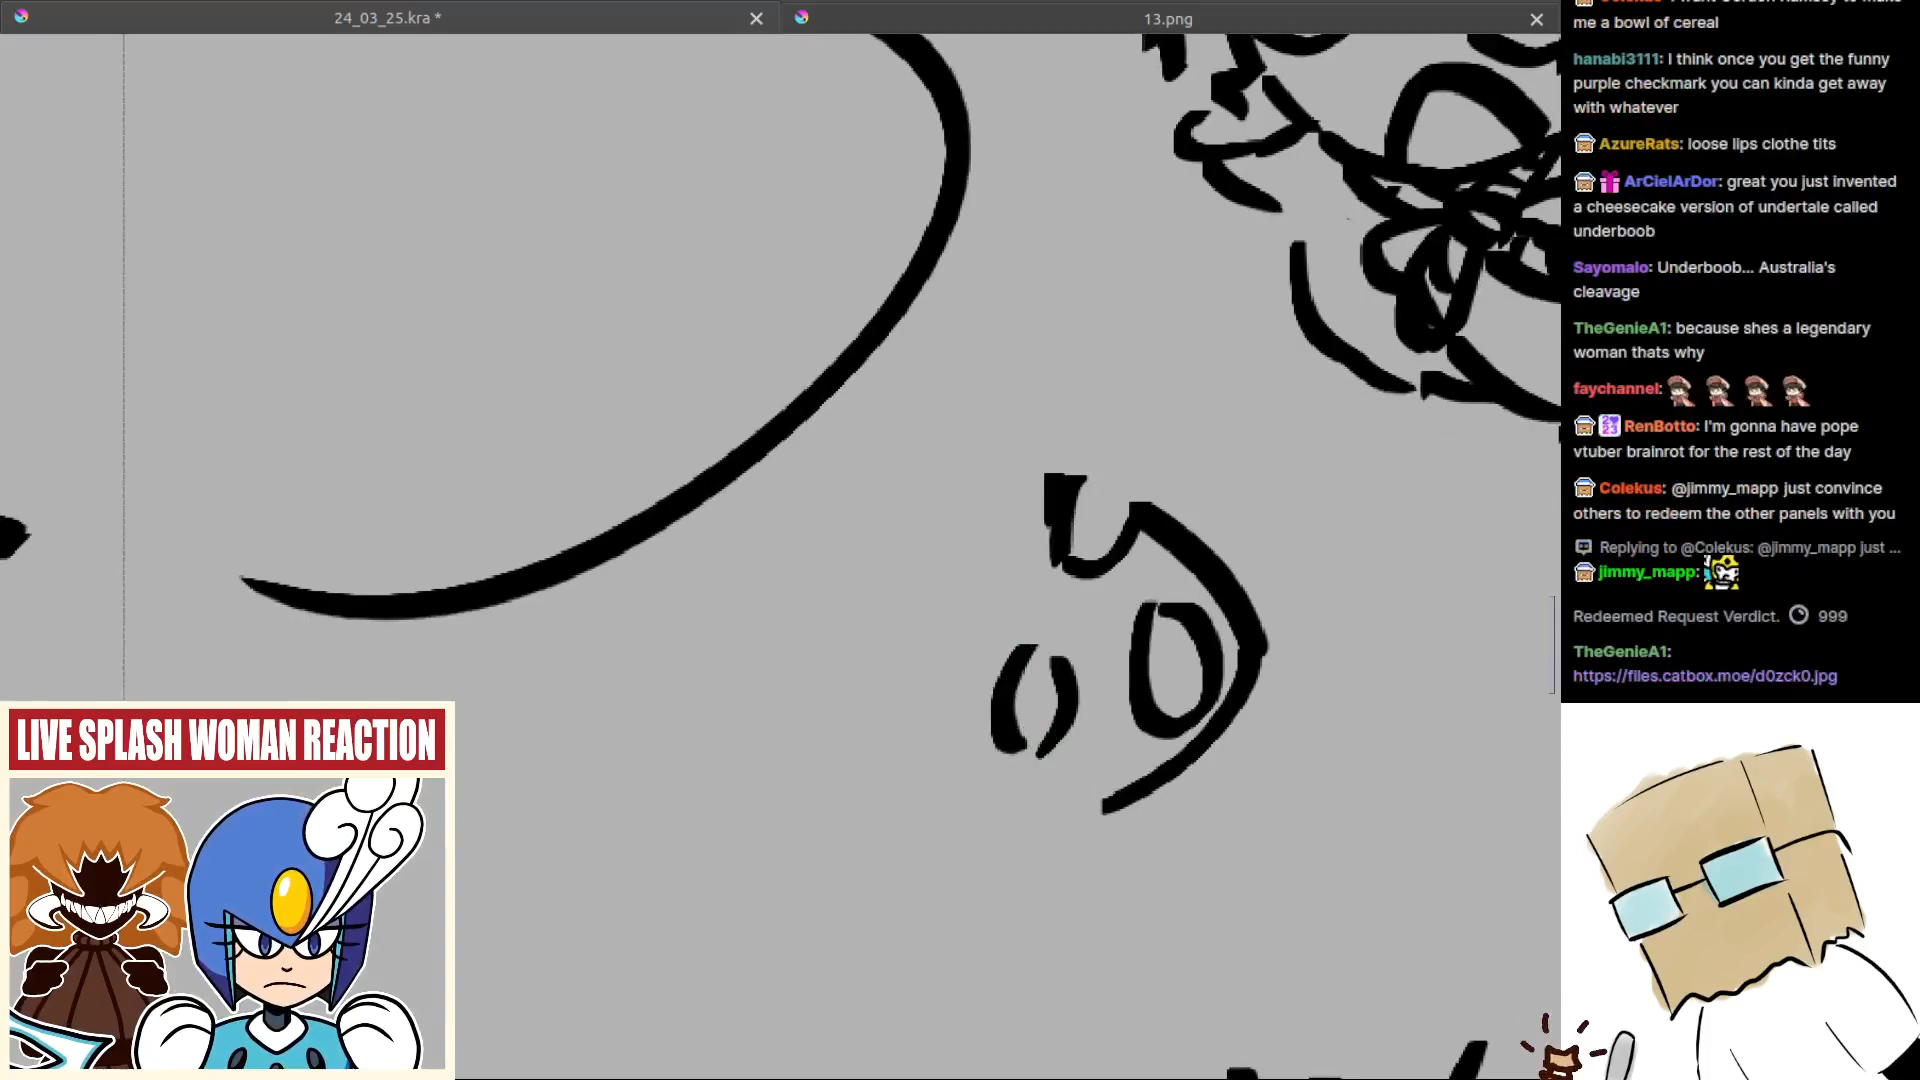 24_03_25.kra *
13.png
me a bowl of cereal
hanabi3111: I think once you get the funny
purple checkmark you can kinda get away
with whatever
AzureRats: loose lips clothe tits
ArCielArDor: great you just invented
a cheesecake version of undertale called
underboob
Sayomalo: Underboob... Australia's
cleavage
TheGenieA1: because shes a legendary
woman thats why
faychannel:
RenBotto: I'm gonna have pope
vtuber brainrot for the rest of the day
Colekus: @jimmy_mapp just convince
others to redeem the other panels with you
Replying to @Colekus: @jimmy_mapp just ...
jimmy_mapp:
Redeemed Request Verdict. 999
TheGenieA1:
https://files.catbox.moe/d0zck0.jpg
LIVE SPLASH WOMAN REACTION